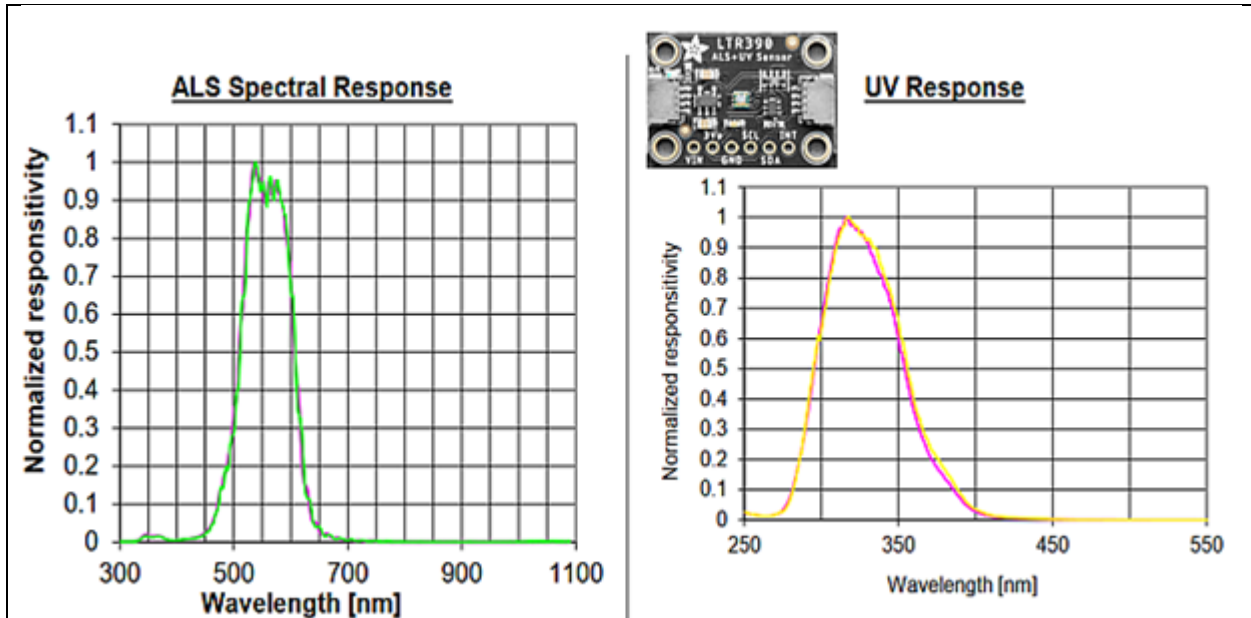 ALS Spectral Response
1.1
1
0.9
0.8
0.7
0.6
0.5
0.4
0.3
0.2
0.1
0
Normalized responsitivity
300 500 700 900 1100
Wavelength [nm]
LTR390
ALS+UV Sensor
3Vo SCL INT
VIN GND SDA
UV Response
1.1
1
0.9
0.8
0.7
0.6
0.5
0.4
0.3
0.2
0.1
0
Normalized responsitivity
250 350 450 550
Wavelength [nm]